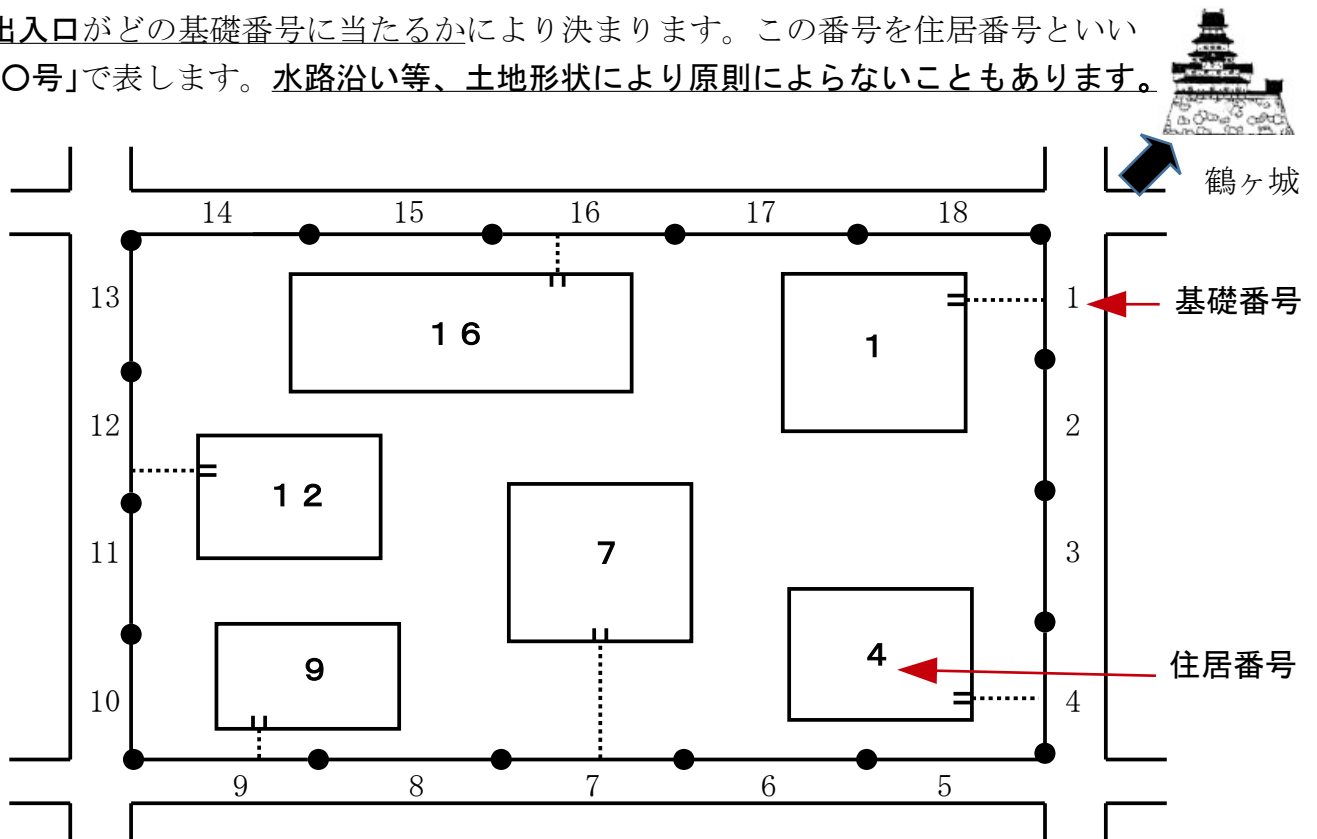 出入口がどの基礎番号に当たるかにより決まります。この番号を住居番号といい
〇号」で表します。水路沿い等、土地形状により原則によらないこともあります。
鶴ヶ城
14 15 16 17 18
13
1
基礎番号
16
1
12
2
12
7
11
3
9
4
住居番号
10
4
9 8 7 6 5